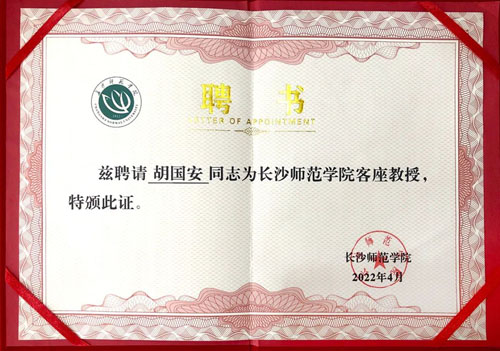 聘书
LETTER OF APPOINTMENT
兹聘请 胡国安 同志为长沙师范学院客座教授，
特颁此证。
长沙师范学院
2022年4月